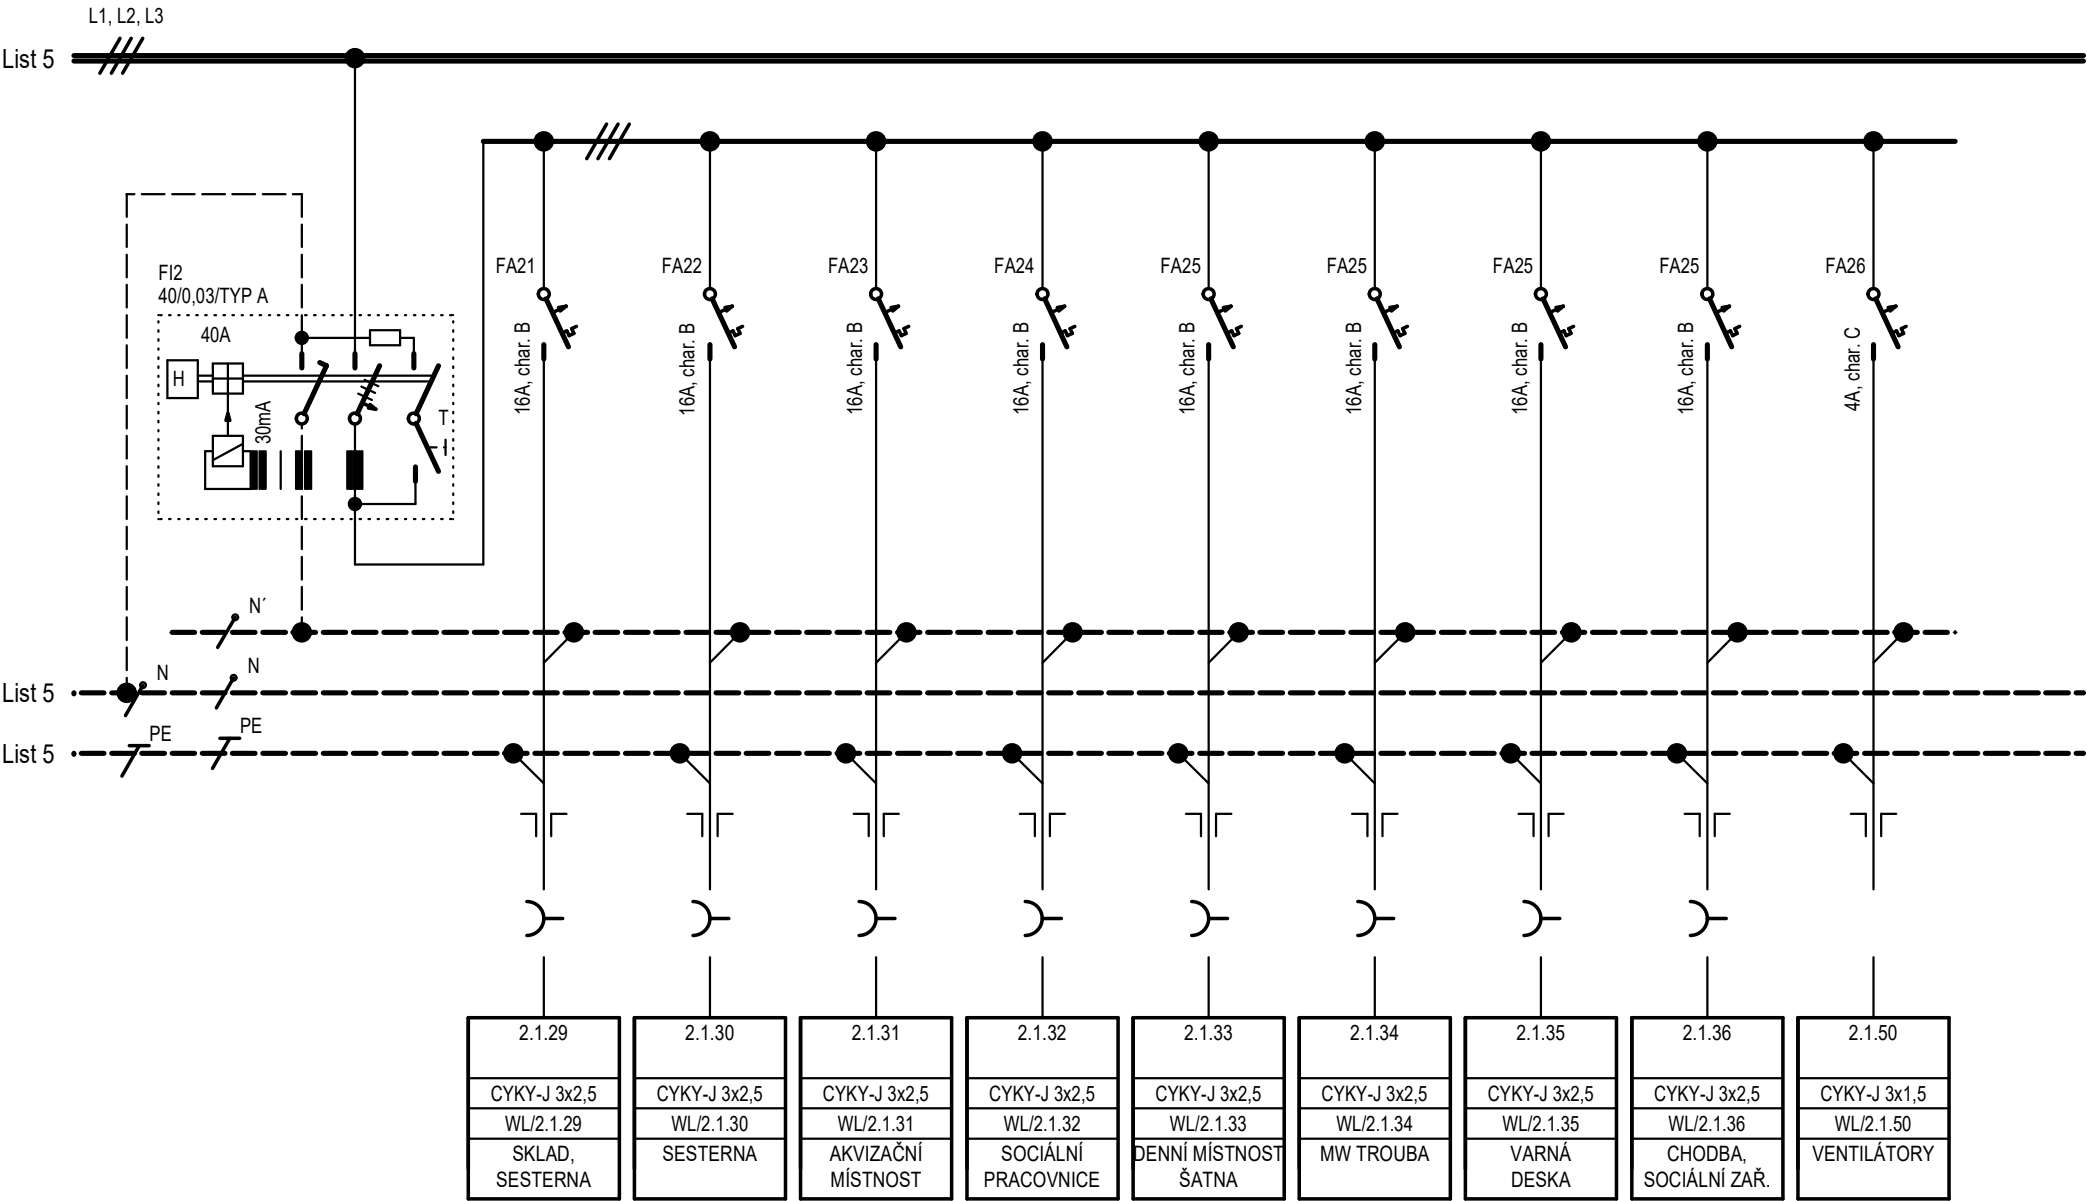 L1, L2, L3
List 5
FI2
40/0,03/TYP A
40A
H
30mA
T
FA21
16A, char. B
FA22
16A, char. B
FA23
16A, char. B
FA24
16A, char. B
FA25
16A, char. B
FA25
16A, char. B
FA25
16A, char. B
FA25
16A, char. B
FA26
4A, char. C
N´
List 5
N
N
List 5
PE
PE
2.1.29
CYKY-J 3x2,5
WL/2.1.29
SKLAD,
SESTERNA
2.1.30
CYKY-J 3x2,5
WL/2.1.30
SESTERNA
2.1.31
CYKY-J 3x2,5
WL/2.1.31
AKVIZAČNÍ
MÍSTNOST
2.1.32
CYKY-J 3x2,5
WL/2.1.32
SOCIÁLNÍ
PRACOVNICE
2.1.33
CYKY-J 3x2,5
WL/2.1.33
DENNÍ MÍSTNOST
ŠATNA
2.1.34
CYKY-J 3x2,5
WL/2.1.34
MW TROUBA
2.1.35
CYKY-J 3x2,5
WL/2.1.35
VARNÁ
DESKA
2.1.36
CYKY-J 3x2,5
WL/2.1.36
CHODBA,
SOCIÁLNÍ ZAŘ.
2.1.50
CYKY-J 3x1,5
WL/2.1.50
VENTILÁTORY